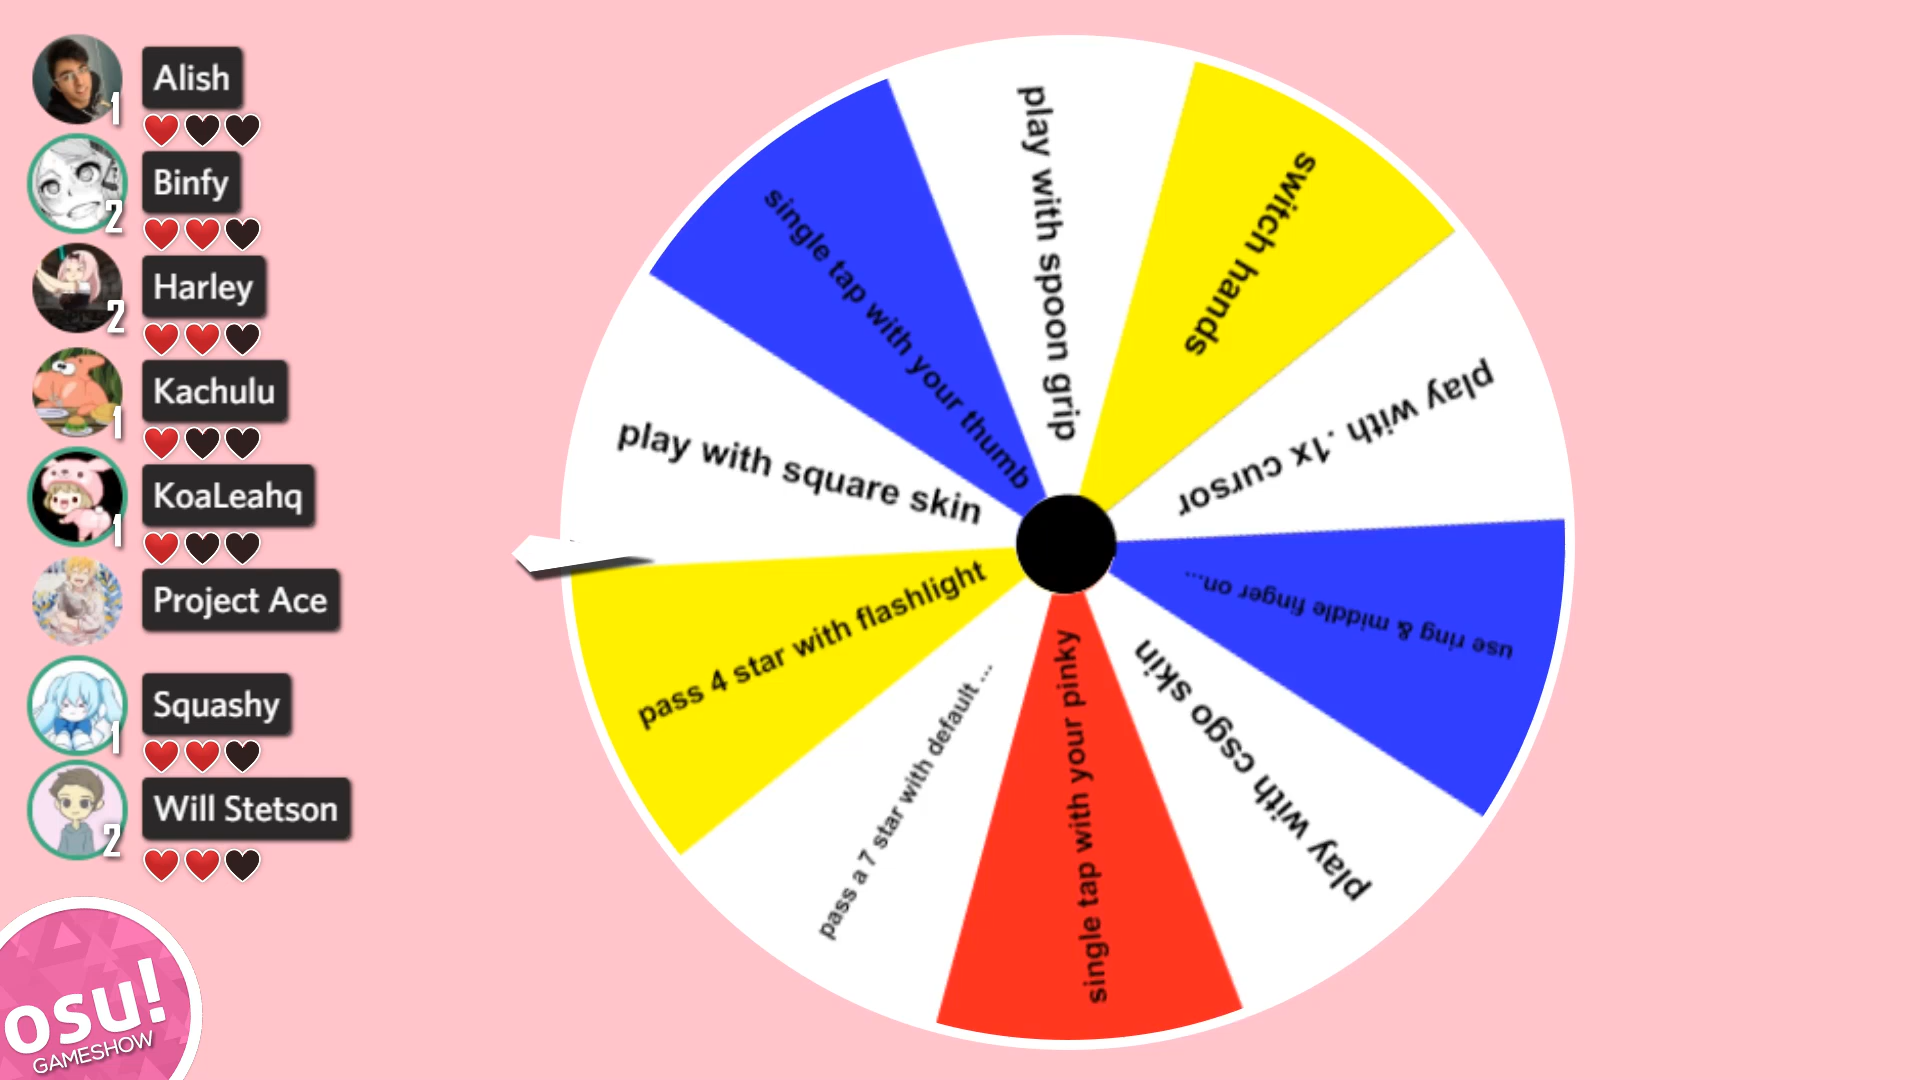 Alish
1
Binfy
2
Harley
2
Kachulu
1
KoaLeahq
1
Project Ace
Squashy
1
Will Stetson
2
osu!
GAMESHOW
play with spoon grip
switch hands
play with .1x cursor
use ring & middle finger on...
play with csgo skin
single tap with your pinky
pass a 7 star with default ...
pass 4 star with flashlight
play with square skin
single tap with your thumb